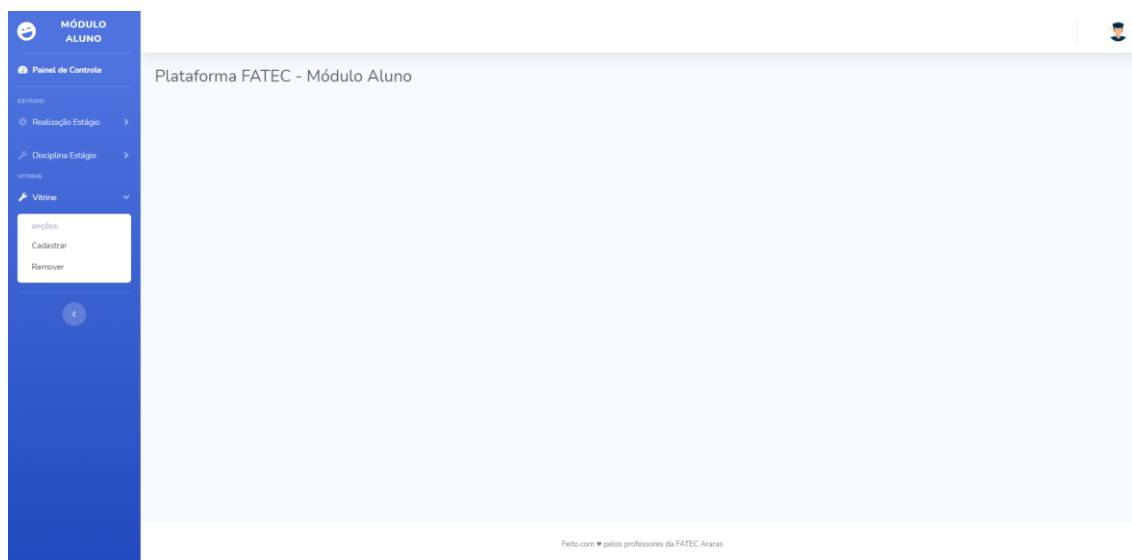 MÓDULO
ALUNO
Painel de Controle
ESTÁGIO
Realização Estágio
Disciplina Estágio
VITRINE
Vitrine
OPÇÕES:
Cadastrar
Remover
Plataforma FATEC - Módulo Aluno
Feito com ♥ pelos professores da FATEC Araras